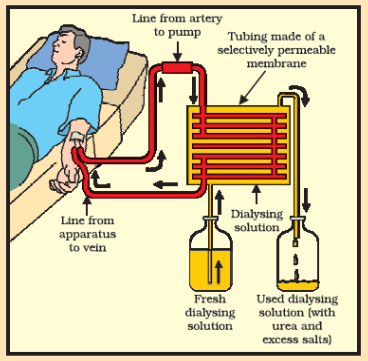 Line from artery
to pump
Tubing made of a
selectively permeable
membrane
Line from
apparatus
to vein
Dialysing
solution
Fresh
dialysing
solution
Used dialysing
solution (with
urea and
excess salts)